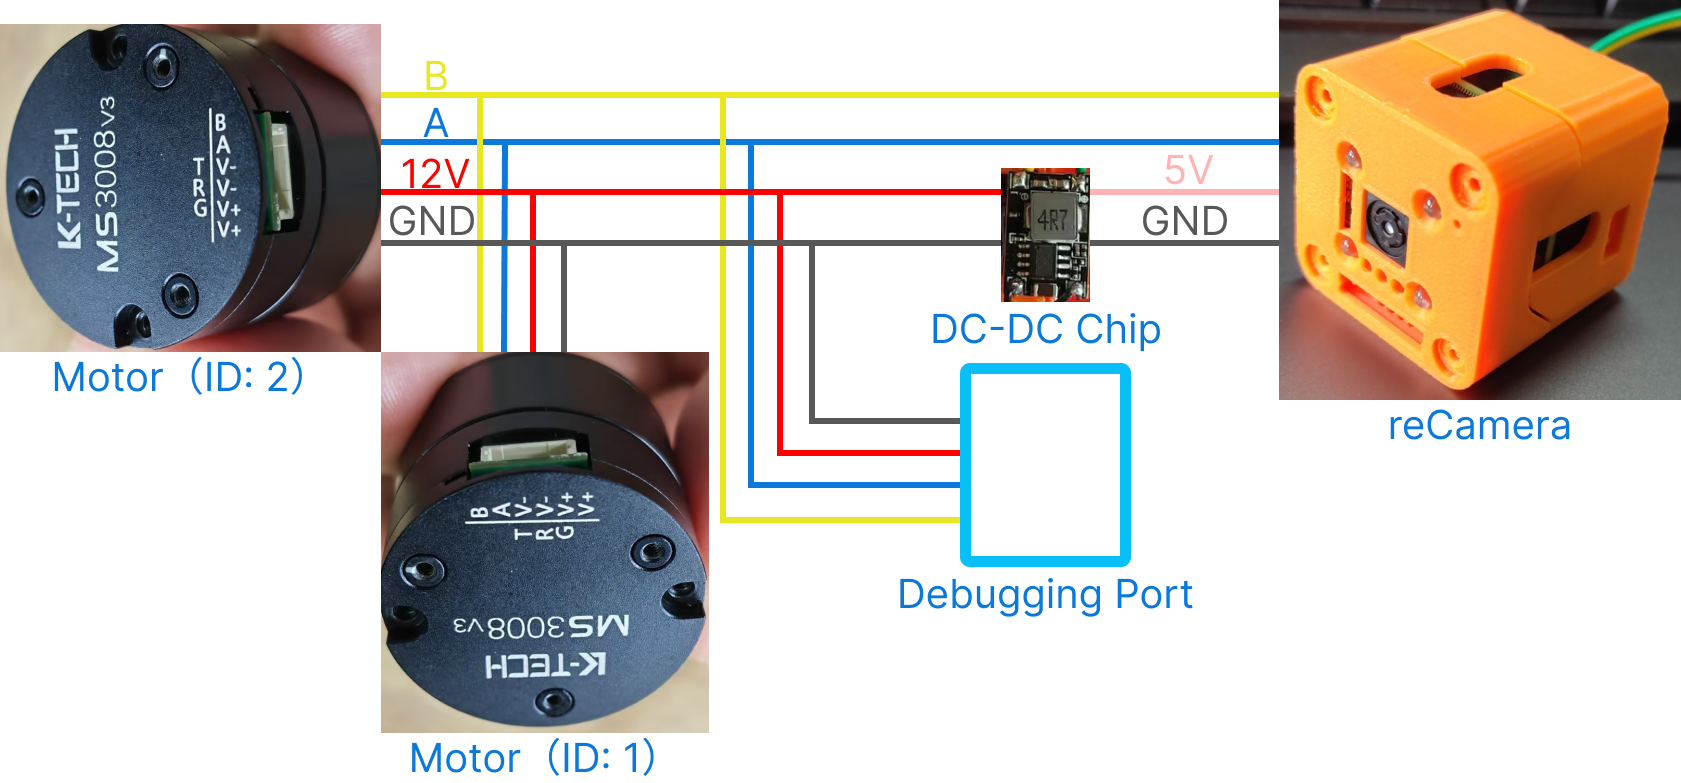 B
A
12V
GND
5V
GND
K-TECH
MS3008v3
B
A
T V-
R V-
G V+
V+
4R7
DC-DC Chip
Motor（ID: 2）
reCamera
B A V- V- V+ V+
T R G
MS3008v3
K-TECH
Debugging Port
Motor（ID: 1）